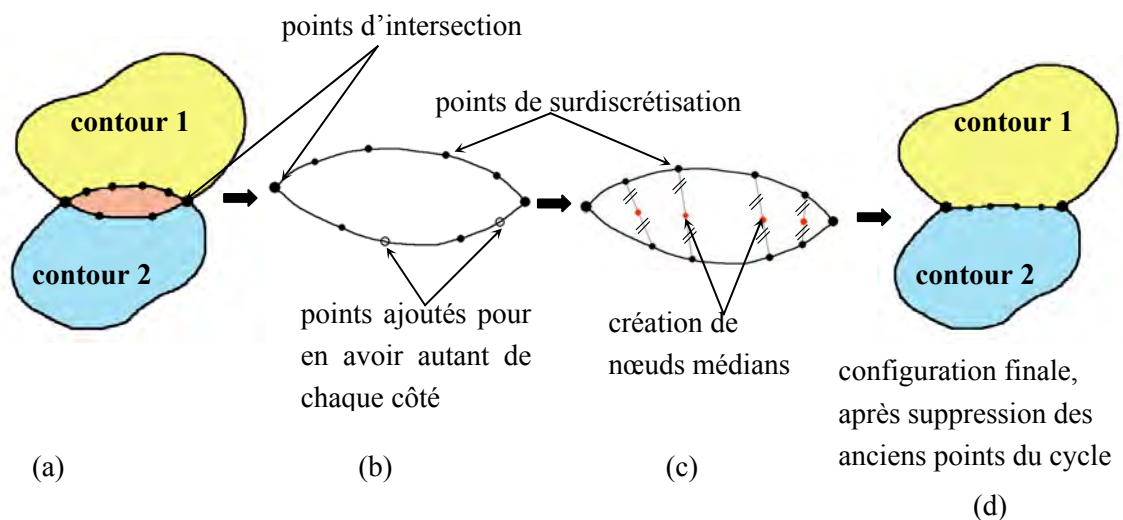 points d’intersection
contour 1
contour 2
(a)
points de surdiscrétisation
points ajoutés pour
en avoir autant de
chaque côté
(b)
création de
nœuds médians
(c)
contour 1
contour 2
configuration finale,
après suppression des
anciens points du cycle
(d)